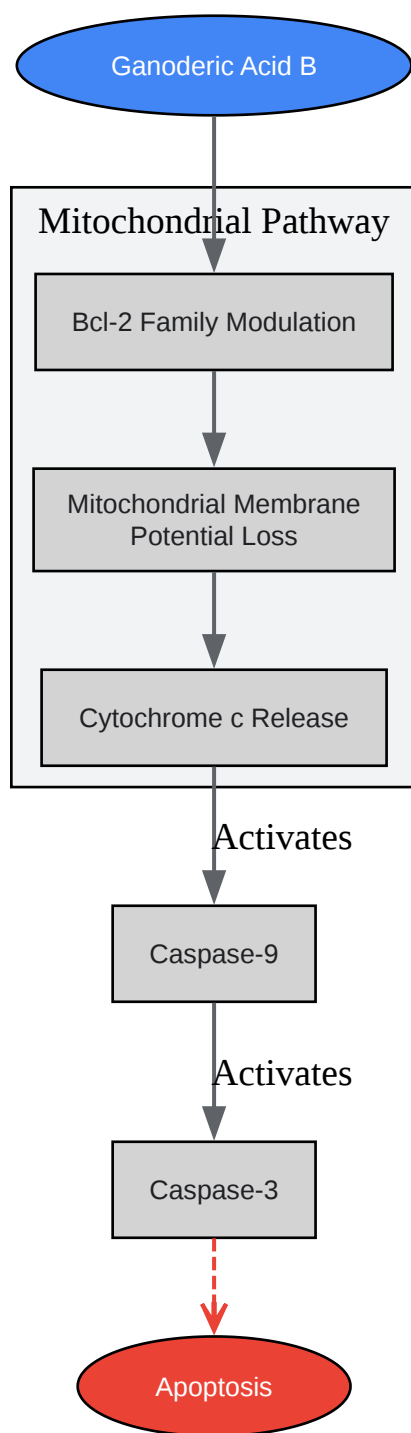 Ganoderic Acid B
Mitochondrial Pathway
Bcl-2 Family Modulation
Mitochondrial Membrane
Potential Loss
Cytochrome c Release
Activates
Caspase-9
Activates
Caspase-3
Apoptosis